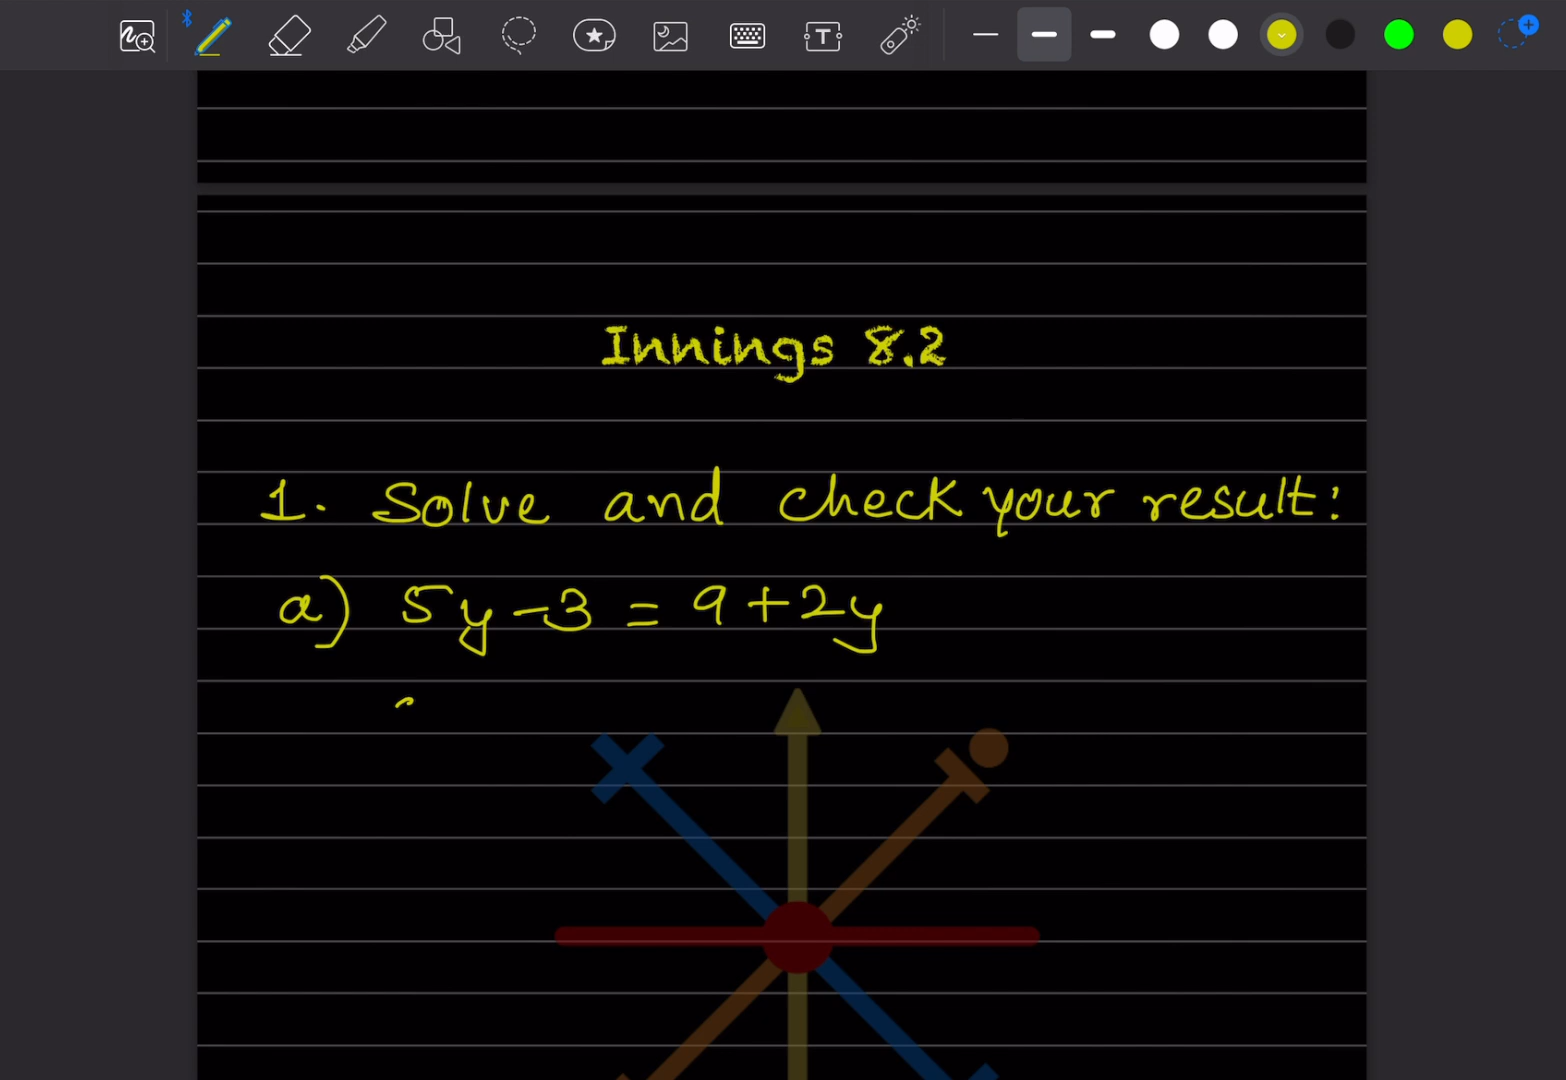 Innings 8.2
1. Solve and check your result:
a) 5y-3 = 9+2y